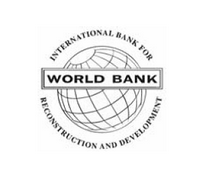 INTERNATIONAL BANK FOR
WORLD BANK
RECONSTRUCTION AND DEVELOPMENT